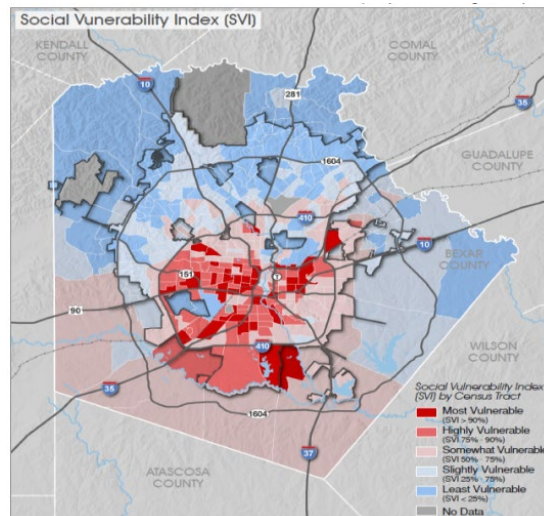 Social Vunerability Index (SVI)
KENDALL
COUNTY
COMAL
COUNTY
10
281
35
1604
GUADALUPE
COUNTY
410
10
BEXAR
COUNTY
151
90
WILSON
COUNTY
410
35
1604
37
ATASCOSA
COUNTY
Social Vulnerability Index
(SVI) by Census Tract
Most Vulnerable
(SVI > 90%)
Highly Vulnerable
(SVI 75% - 90%)
Somewhat Vulnerable
(SVI 50% - 75%)
Slightly Vulnerable
(SVI 25% - 75%)
Least Vulnerable
(SVI < 25%)
No Data